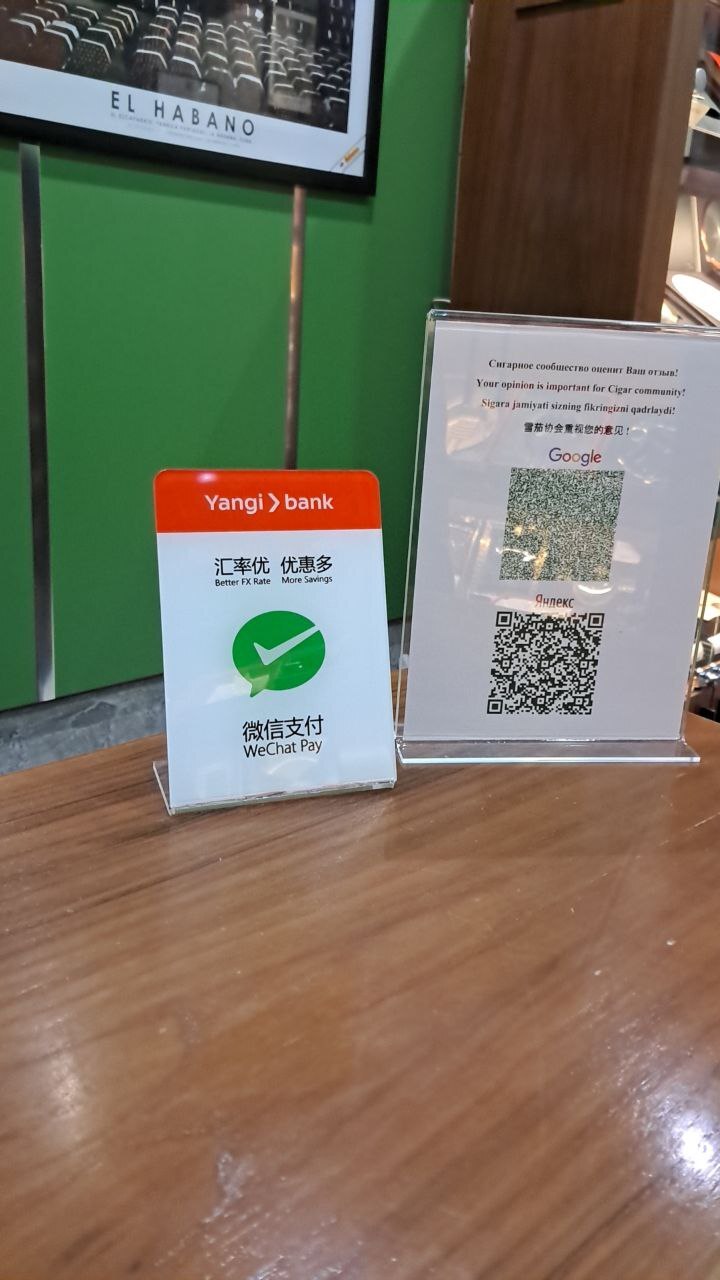 EL HABANO
Yangi bank
汇率优 优惠多
Better FX Rate More Savings
微信支付
WeChat Pay
Сигарное сообщество оценит Ваш отзыв!
Your opinion is important for Cigar community!
Sigara jamiyati sizning fikringizni qadrlaydi!
雪茄协会重视您的意见！
Google
Яндекс